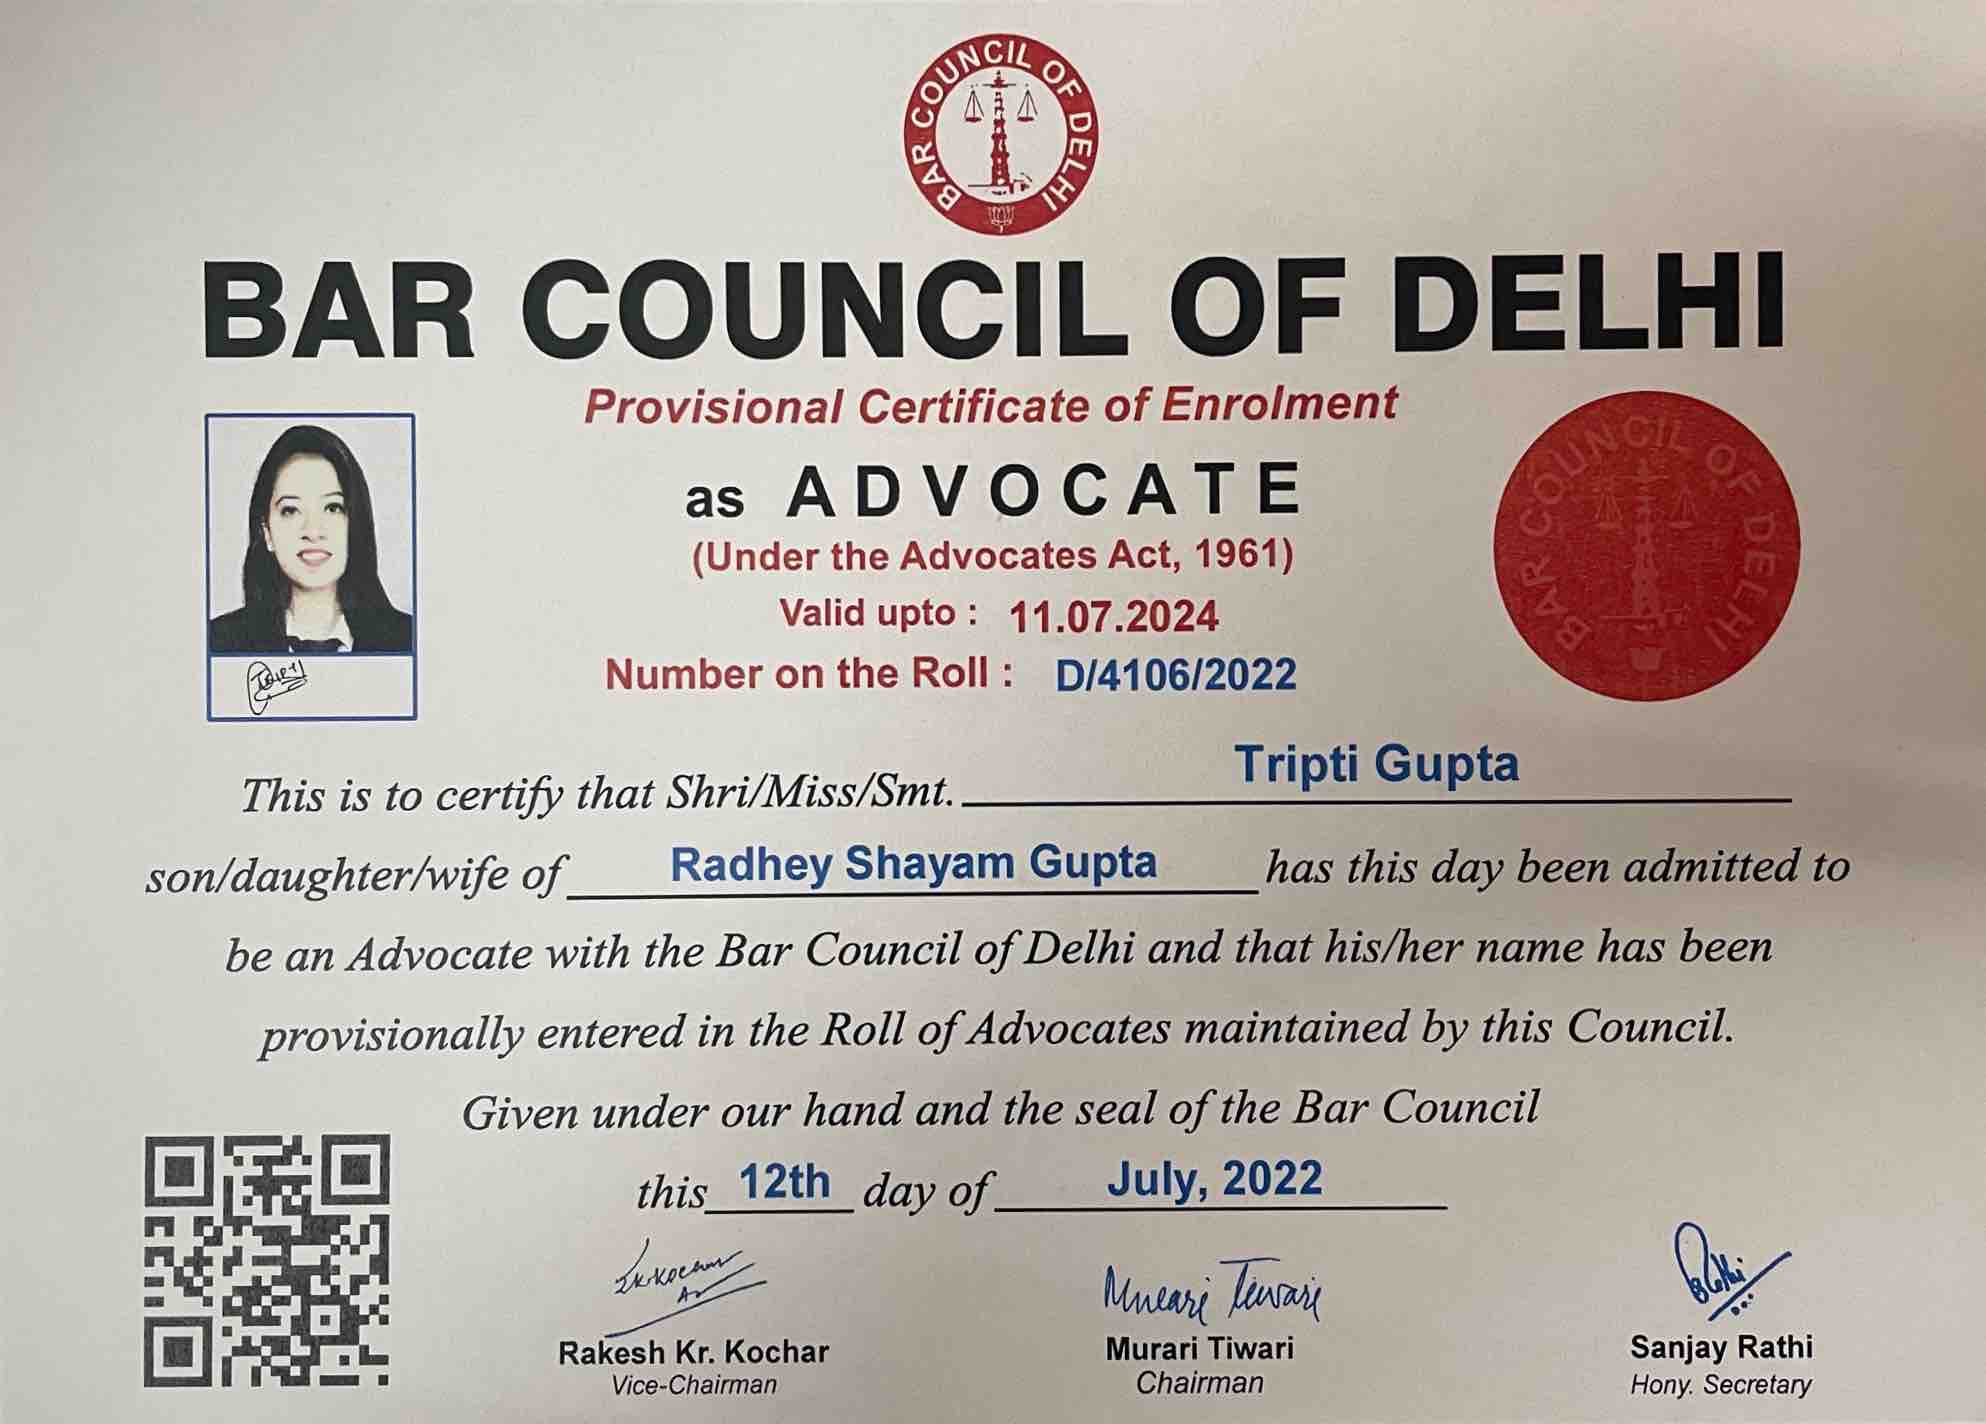 BAR COUNCIL OF DELHI
BAR COUNCIL OF DELHI
Provisional Certificate of Enrolment
as ADVOCATE
(Under the Advocates Act, 1961)
Valid upto : 11.07.2024
Number on the Roll : D/4106/2022
BAR COUNCIL OF DELHI
This is to certify that Shri/Miss/Smt. Tripti Gupta
son/daughter/wife of Radhey Shayam Gupta has this day been admitted to
be an Advocate with the Bar Council of Delhi and that his/her name has been
provisionally entered in the Roll of Advocates maintained by this Council.
Given under our hand and the seal of the Bar Council
this 12th day of July, 2022
Murari Tiwari
Rakesh Kr. Kochar
Vice-Chairman
Murari Tiwari
Chairman
Sanjay Rathi
Hony. Secretary